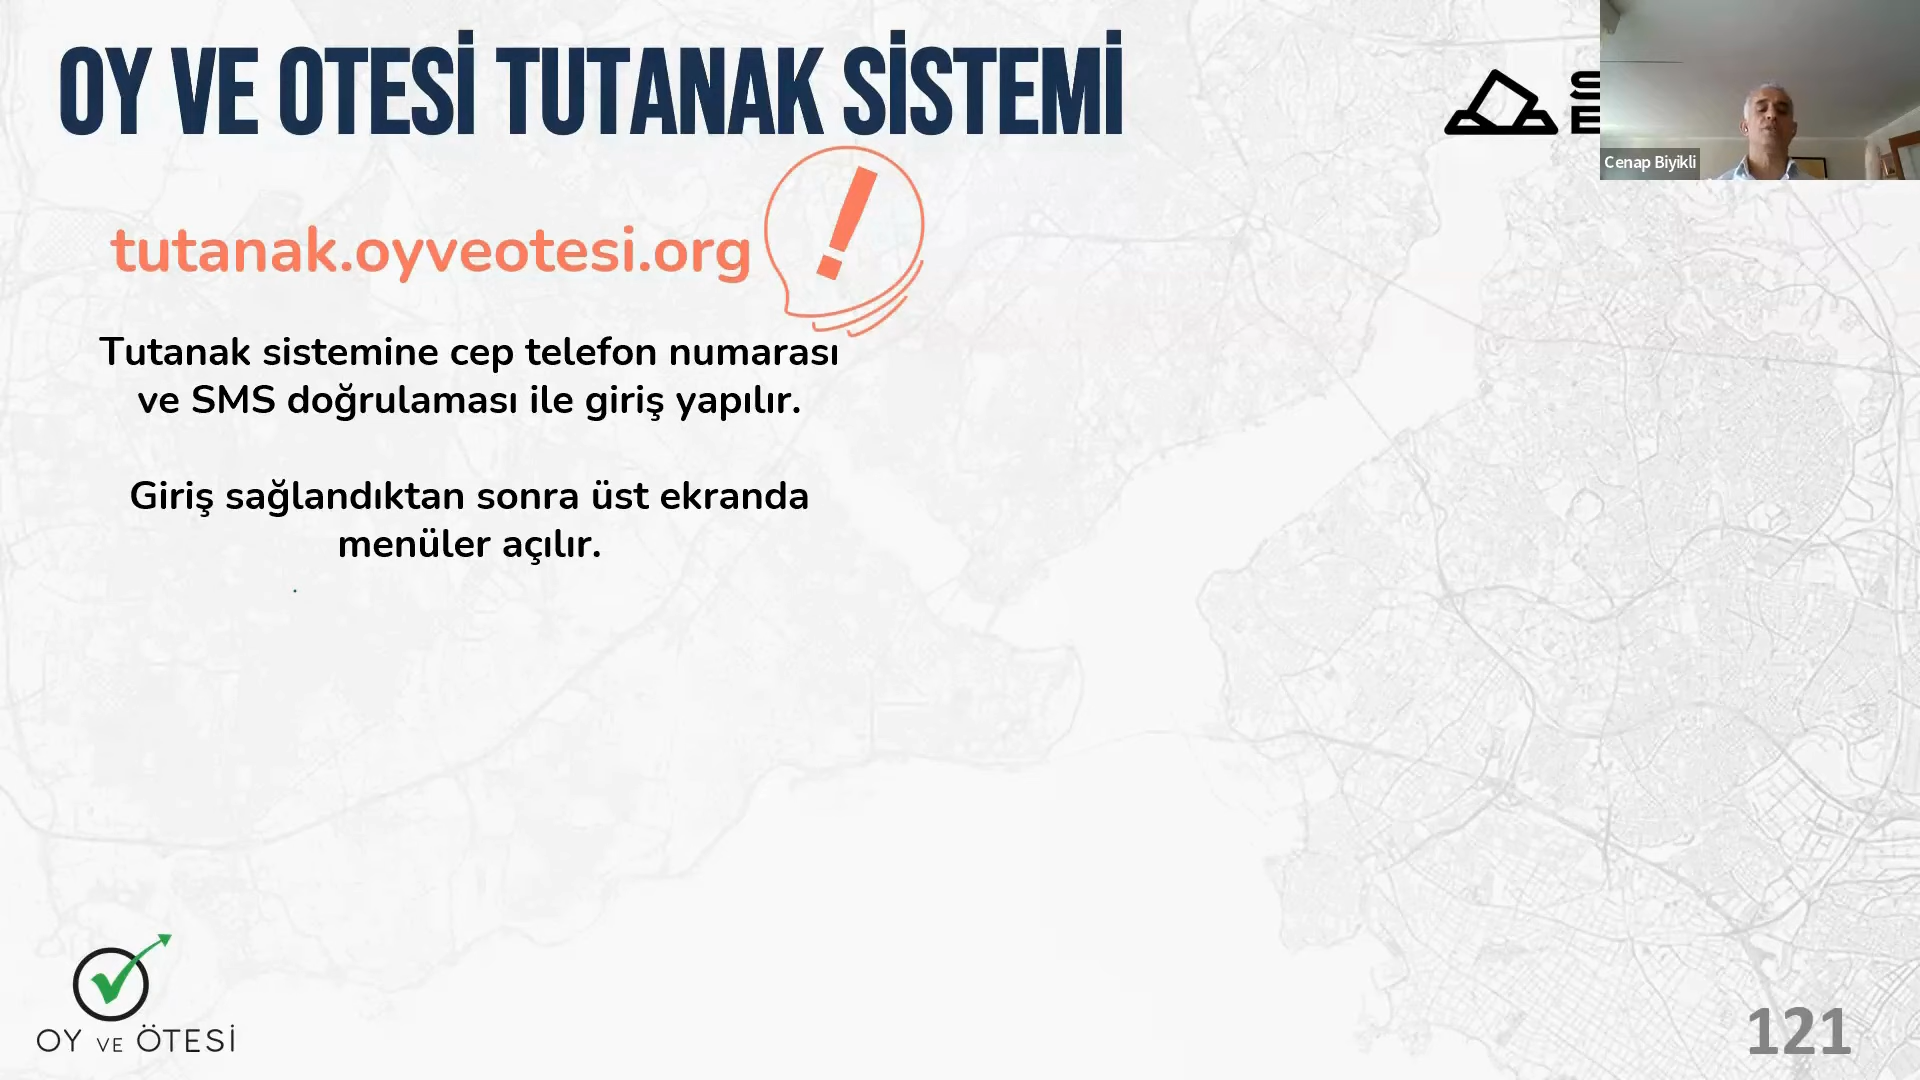 OY VE OTESİ TUTANAK SİSTEMİ
Cenap Biyikli
tutanak.oyveotesi.org
Tutanak sistemine cep telefon numarası
ve SMS doğrulaması ile giriş yapılır.
Giriş sağlandıktan sonra üst ekranda
menüler açılır.
OY VE ÖTESİ
121